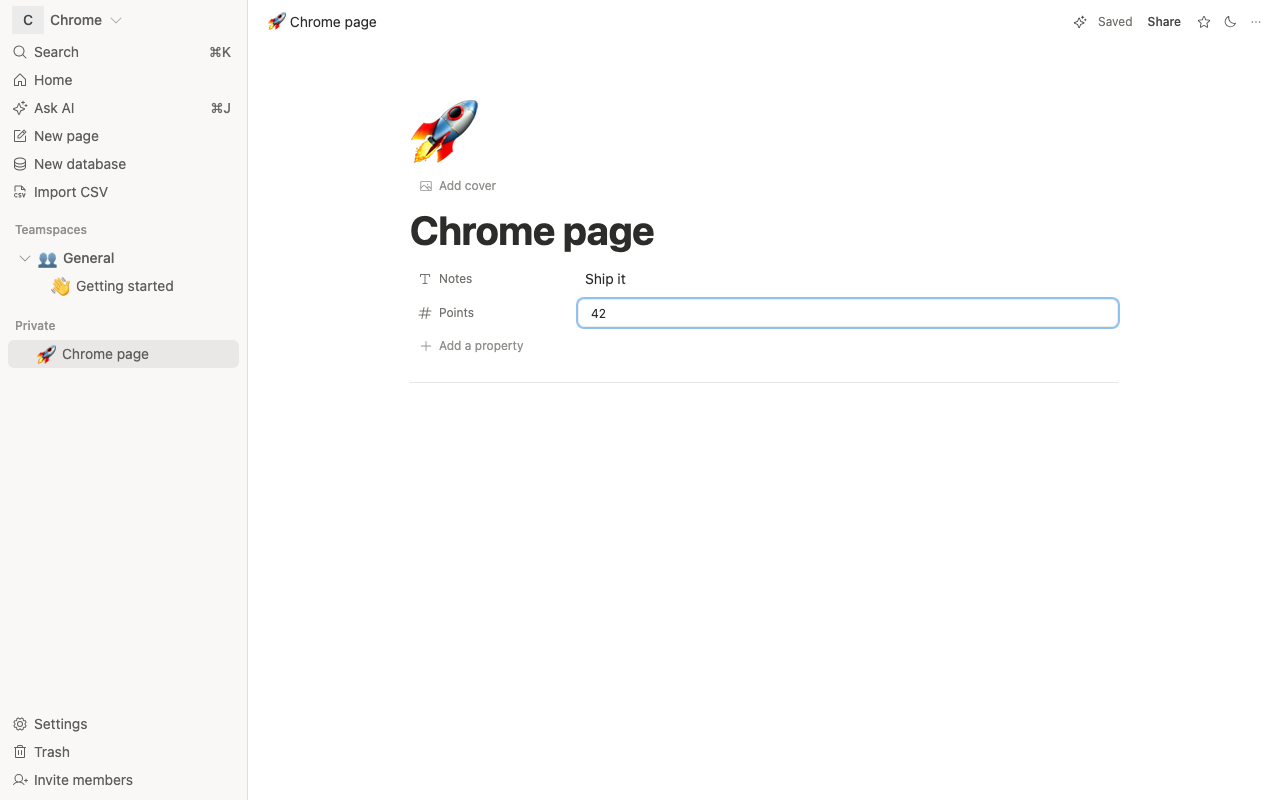 C Chrome
Search ⌘K
Home
Ask AI ⌘J
New page
New database
Import CSV
Teamspaces
General
Getting started
Private
Chrome page
Settings
Trash
Invite members
Chrome page
Saved Share
Add cover
Chrome page
Notes Ship it
Points 42
Add a property